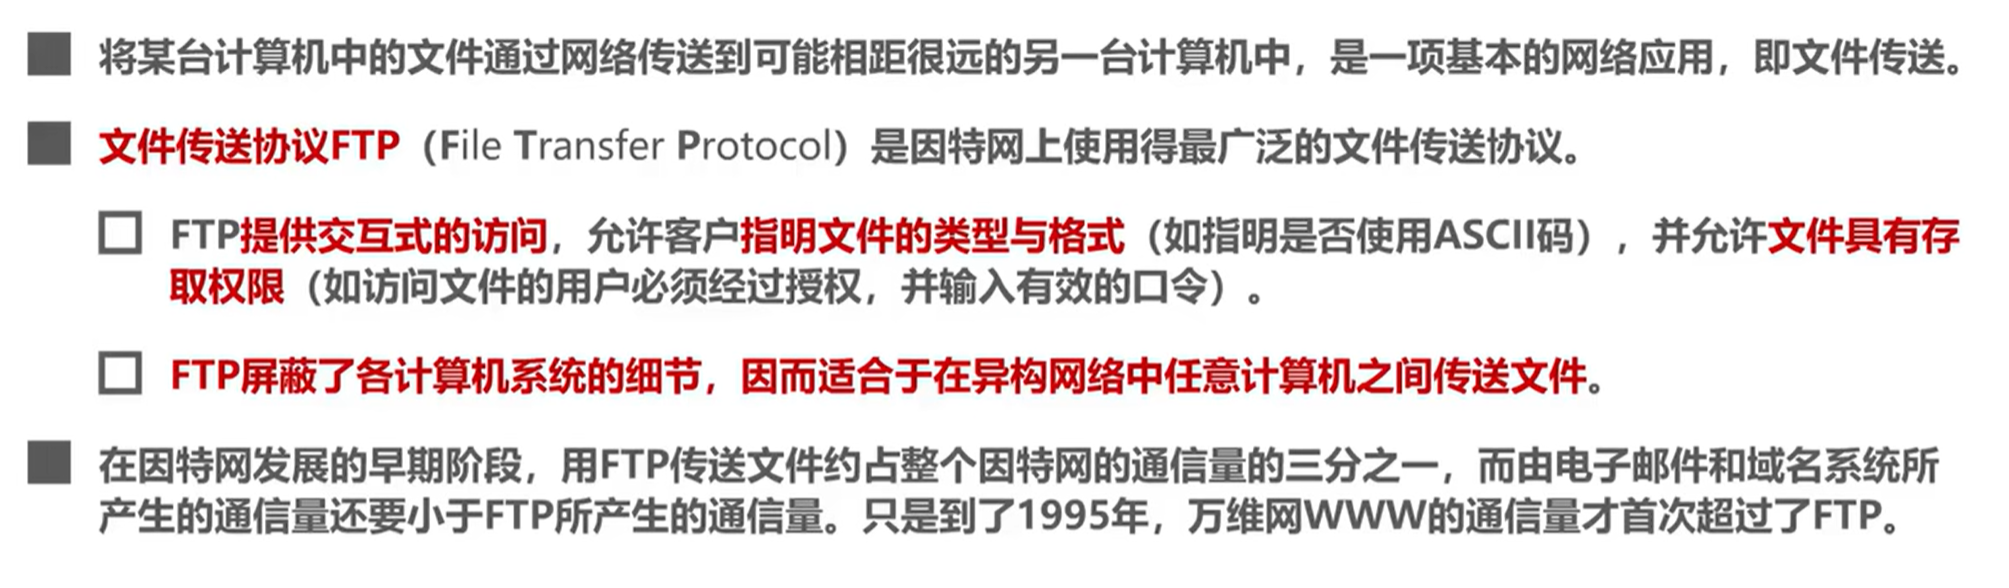 将某台计算机中的文件通过网络传送到可能相距很远的另一台计算机中，是一项基本的网络应用，即文件传送。
文件传送协议FTP（File Transfer Protocol）是因特网上使用得最广泛的文件传送协议。
FTP提供交互式的访问，允许客户指明文件的类型与格式（如指明是否使用ASCII码），并允许文件具有存
取权限（如访问文件的用户必须经过授权，并输入有效的口令）。
FTP屏蔽了各计算机系统的细节，因而适合于在异构网络中任意计算机之间传送文件。
在因特网发展的早期阶段，用FTP传送文件约占整个因特网的通信量的三分之一，而由电子邮件和域名系统所
产生的通信量还要小于FTP所产生的通信量。只是到了1995年，万维网WWW的通信量才首次超过了FTP。